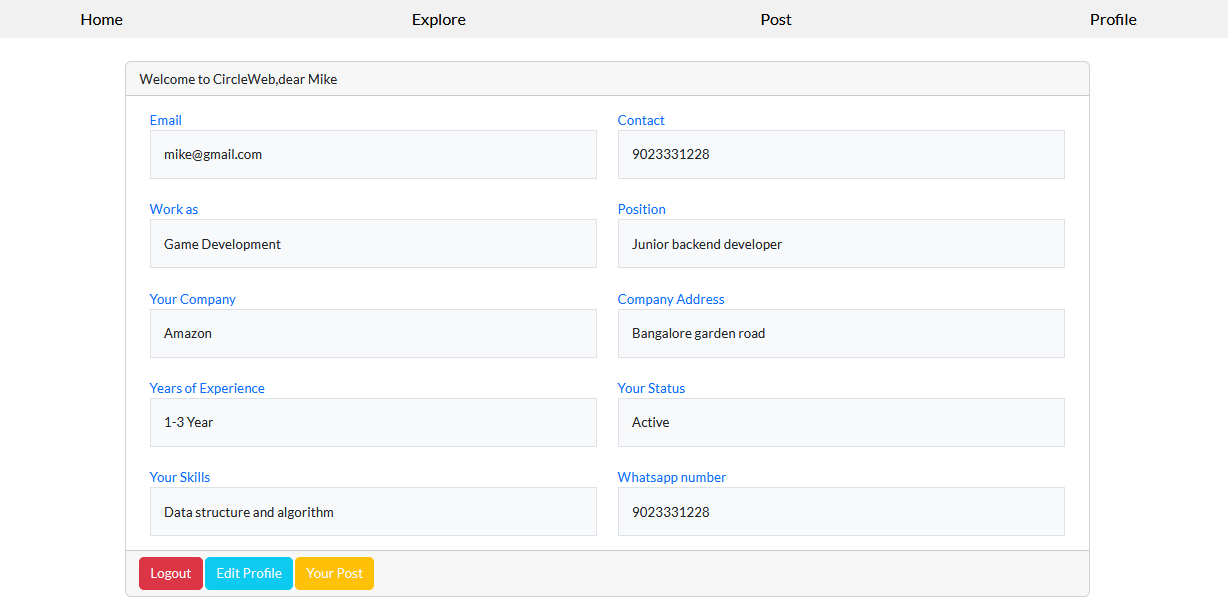 Home Explore Post Profile
Welcome to CircleWeb,dear Mike
Email Contact
mike@gmail.com 9023331228
Work as Position
Game Development Junior backend developer
Your Company Company Address
Amazon Bangalore garden road
Years of Experience Your Status
1-3 Year Active
Your Skills Whatsapp number
Data structure and algorithm 9023331228
Logout Edit Profile Your Post